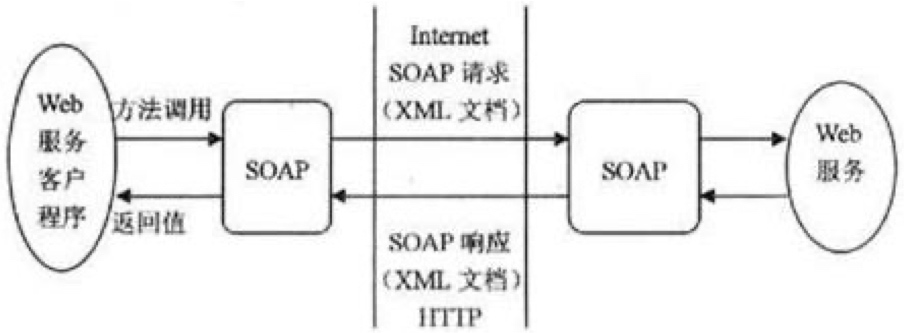 Web
服务
客户
程序
方法调用
返回值
SOAP
Internet
SOAP 请求
(XML 文档)
SOAP 响应
(XML 文档)
HTTP
SOAP
Web
服务